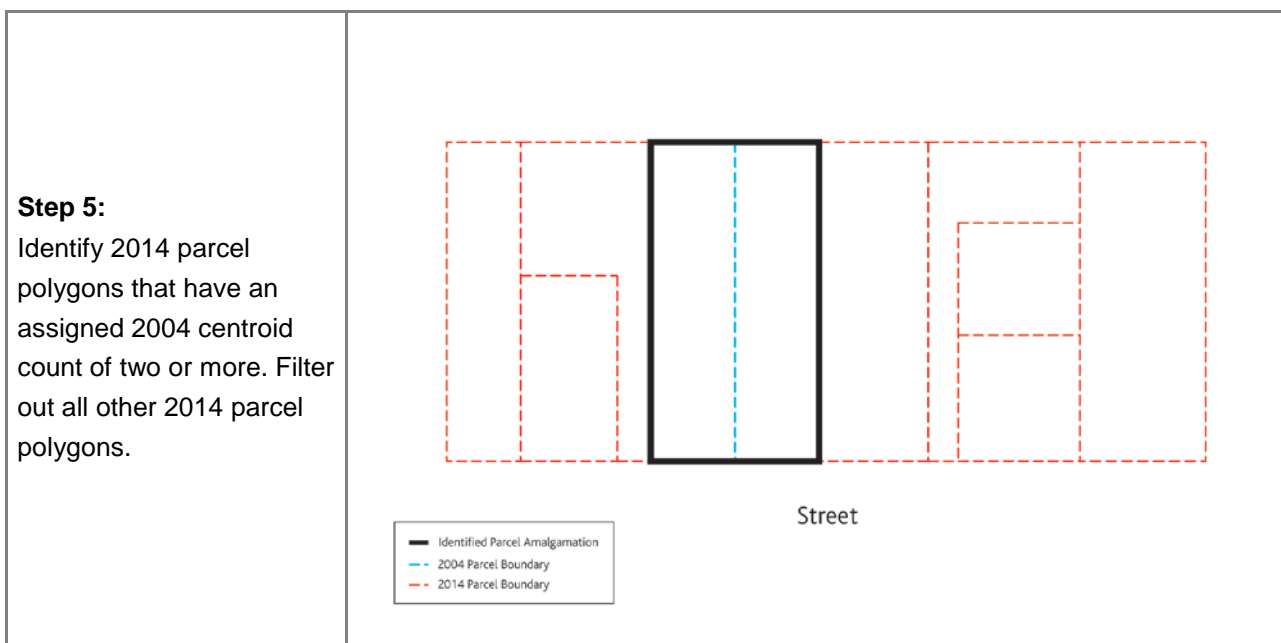 Step 5:
Identify 2014 parcel
polygons that have an
assigned 2004 centroid
count of two or more. Filter
out all other 2014 parcel
polygons.
Street
Identified Parcel Amalgamation
2004 Parcel Boundary
2014 Parcel Boundary